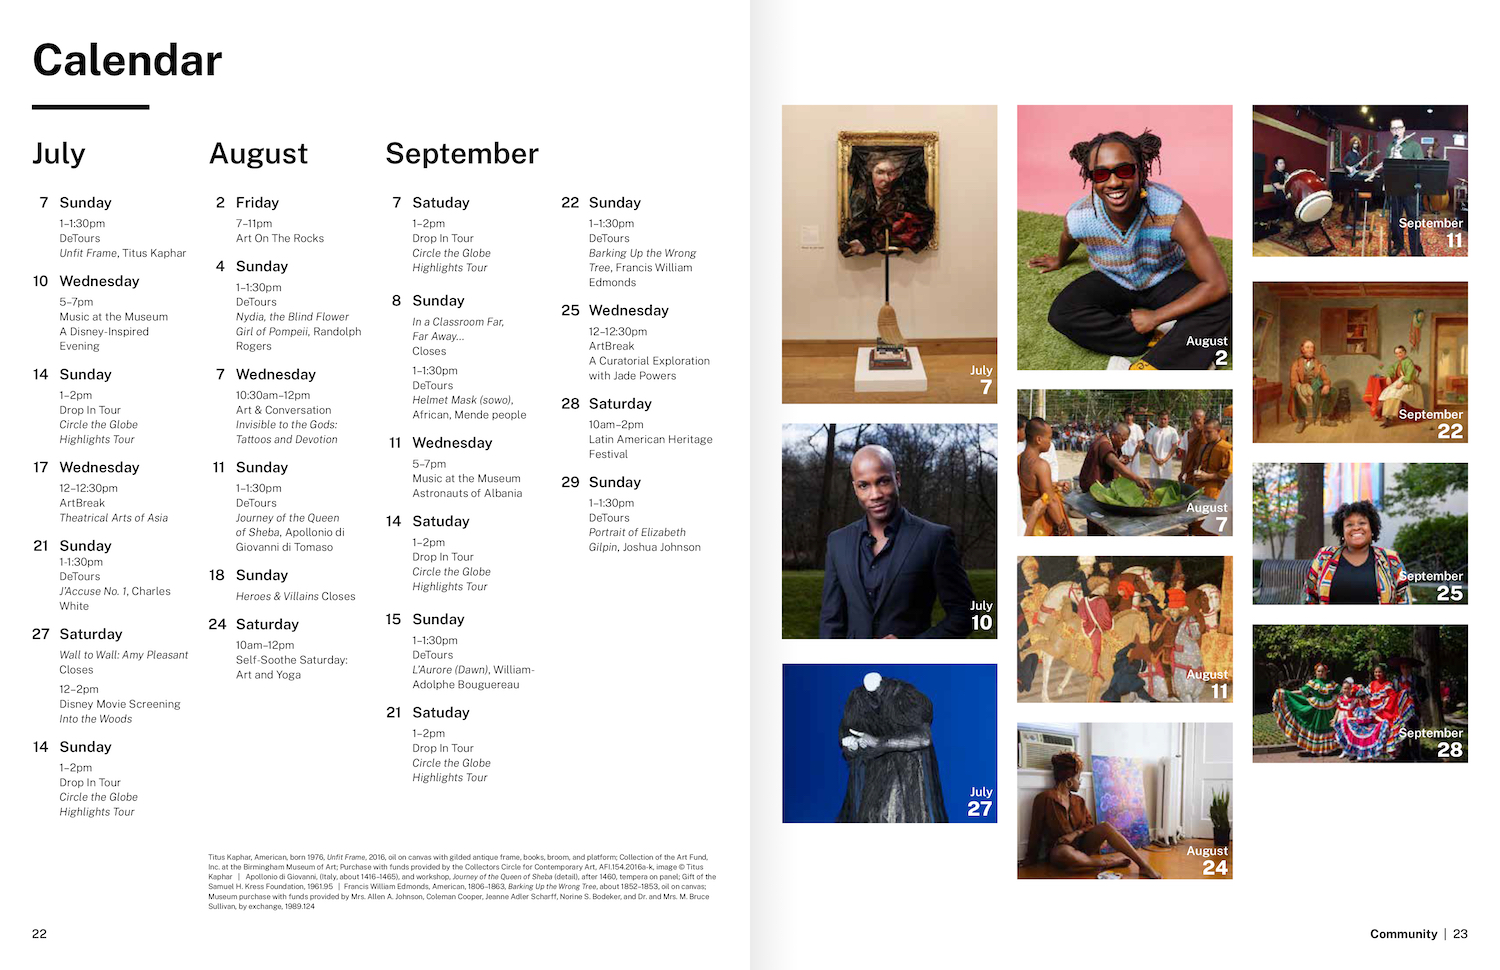 Calendar
July
7 Sunday
1–1:30pm
DeTours
Unfit Frame, Titus Kaphar
10 Wednesday
5–7pm
Music at the Museum
A Disney-Inspired
Evening
14 Sunday
1–2pm
Drop In Tour
Circle the Globe
Highlights Tour
17 Wednesday
12–12:30pm
ArtBreak
Theatrical Arts of Asia
21 Sunday
1-1:30pm
DeTours
J'Accuse No. 1, Charles
White
27 Saturday
Wall to Wall: Amy Pleasant
Closes
12–2pm
Disney Movie Screening
Into the Woods
14 Sunday
1–2pm
Drop In Tour
Circle the Globe
Highlights Tour
August
2 Friday
7–11pm
Art On The Rocks
4 Sunday
1–1:30pm
DeTours
Nydia, the Blind Flower
Girl of Pompeii, Randolph
Rogers
7 Wednesday
10:30am–12pm
Art & Conversation
Invisible to the Gods:
Tattoos and Devotion
11 Sunday
1–1:30pm
DeTours
Journey of the Queen
of Sheba, Apollonio di
Giovanni di Tomaso
18 Sunday
Heroes & Villains Closes
24 Saturday
10am–12pm
Self-Soothe Saturday:
Art and Yoga
September
7 Satuday
1–2pm
Drop In Tour
Circle the Globe
Highlights Tour
8 Sunday
In a Classroom Far,
Far Away...
Closes
1–1:30pm
DeTours
Helmet Mask (sowo),
African, Mende people
11 Wednesday
5–7pm
Music at the Museum
Astronauts of Albania
14 Satuday
1–2pm
Drop In Tour
Circle the Globe
Highlights Tour
15 Sunday
1–1:30pm
DeTours
L'Aurore (Dawn), William-
Adolphe Bouguereau
21 Satuday
1–2pm
Drop In Tour
Circle the Globe
Highlights Tour
22 Sunday
1–1:30pm
DeTours
Barking Up the Wrong
Tree, Francis William
Edmonds
25 Wednesday
12–12:30pm
ArtBreak
A Curatorial Exploration
with Jade Powers
28 Saturday
10am–2pm
Latin American Heritage
Festival
29 Sunday
1–1:30pm
DeTours
Portrait of Elizabeth
Gilpin, Joshua Johnson
Titus Kaphar, American, born 1976, Unfit Frame, 2016, oil on canvas with gilded antique frame, books, broom, and platform; Collection of the Art Fund,
Inc. at the Birmingham Museum of Art; Purchase with funds provided by the Collectors Circle for Contemporary Art, AFI.154.2016a-k, image © Titus
Kaphar | Apollonio di Giovanni, (Italy, about 1416–1465), and workshop, Journey of the Queen of Sheba (detail), after 1460, tempera on panel; Gift of the
Samuel H. Kress Foundation, 1961.95 | Francis William Edmonds, American, 1806–1863, Barking Up the Wrong Tree, about 1852–1853, oil on canvas;
Museum purchase with funds provided by Mrs. Allen A. Johnson, Coleman Cooper, Jeanne Adler Scharff, Norine S. Bodeker, and Dr. and Mrs. M. Bruce
Sullivan, by exchange, 1989.124
22
July
7
July
10
July
27
August
2
August
7
August
11
August
24
September
11
September
22
September
25
September
28
Community | 23